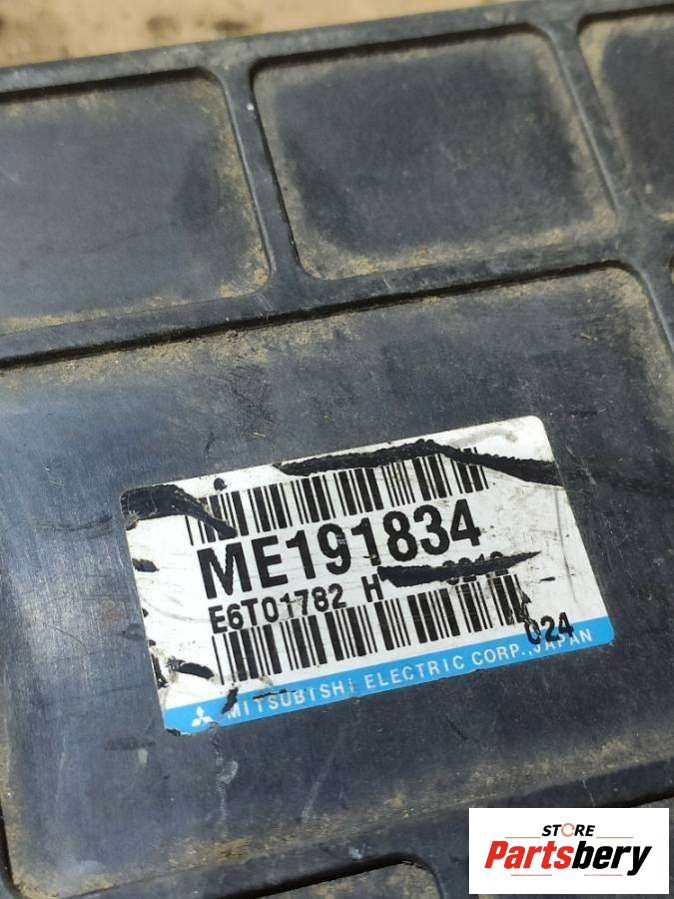 ME191834
E6T01782 H
024
MITSUBISHI ELECTRIC CORP., JAPAN
STORE
Partsbery